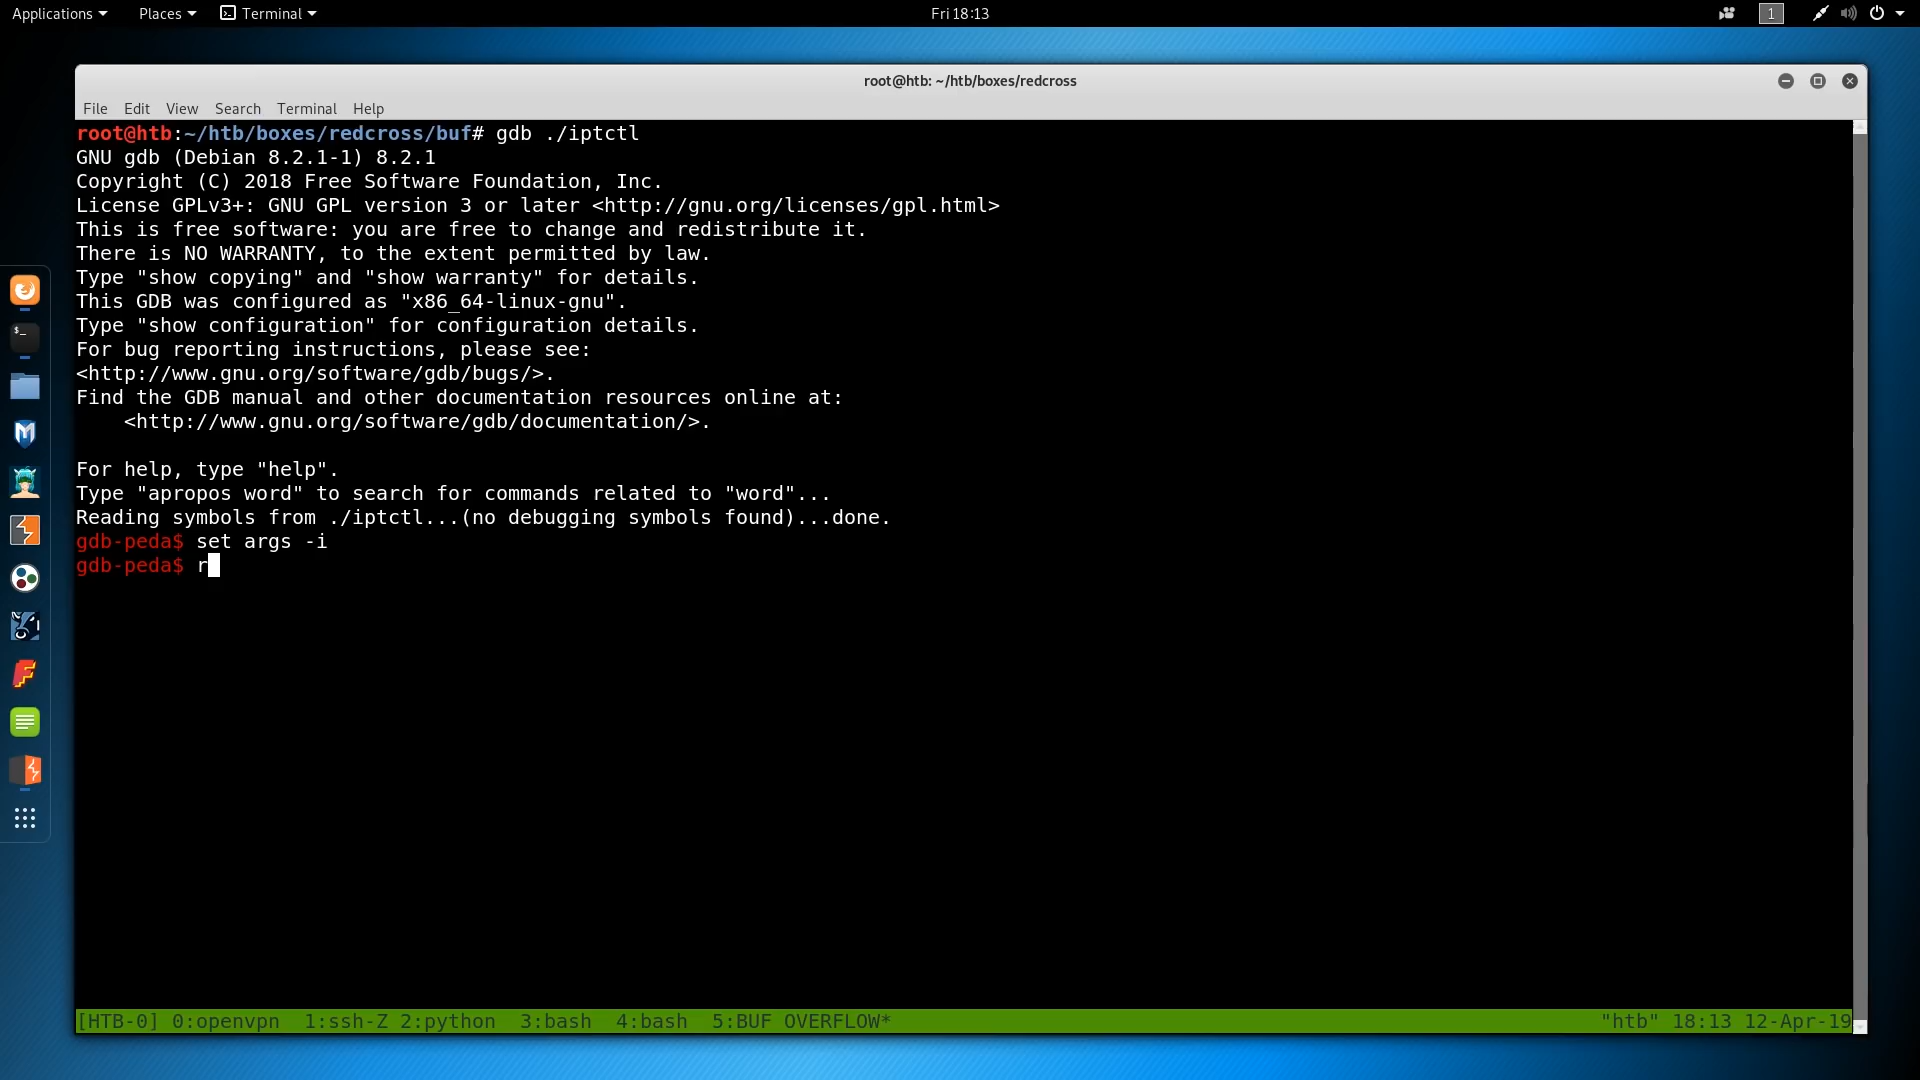 Applications Places Terminal Fri 18:13 1
root@htb: ~/htb/boxes/redcross
File Edit View Search Terminal Help
root@htb:~/htb/boxes/redcross/buf# gdb ./iptctl
GNU gdb (Debian 8.2.1-1) 8.2.1
Copyright (C) 2018 Free Software Foundation, Inc.
License GPLv3+: GNU GPL version 3 or later <http://gnu.org/licenses/gpl.html>
This is free software: you are free to change and redistribute it.
There is NO WARRANTY, to the extent permitted by law.
Type "show copying" and "show warranty" for details.
This GDB was configured as "x86_64-linux-gnu".
Type "show configuration" for configuration details.
For bug reporting instructions, please see:
<http://www.gnu.org/software/gdb/bugs/>.
Find the GDB manual and other documentation resources online at:
    <http://www.gnu.org/software/gdb/documentation/>.
For help, type "help".
Type "apropos word" to search for commands related to "word"...
Reading symbols from ./iptctl...(no debugging symbols found)...done.
gdb-peda$ set args -i
gdb-peda$ r
[HTB-0] 0:openvpn  1:ssh-Z 2:python  3:bash  4:bash  5:BUF OVERFLOW* "htb" 18:13 12-Apr-19